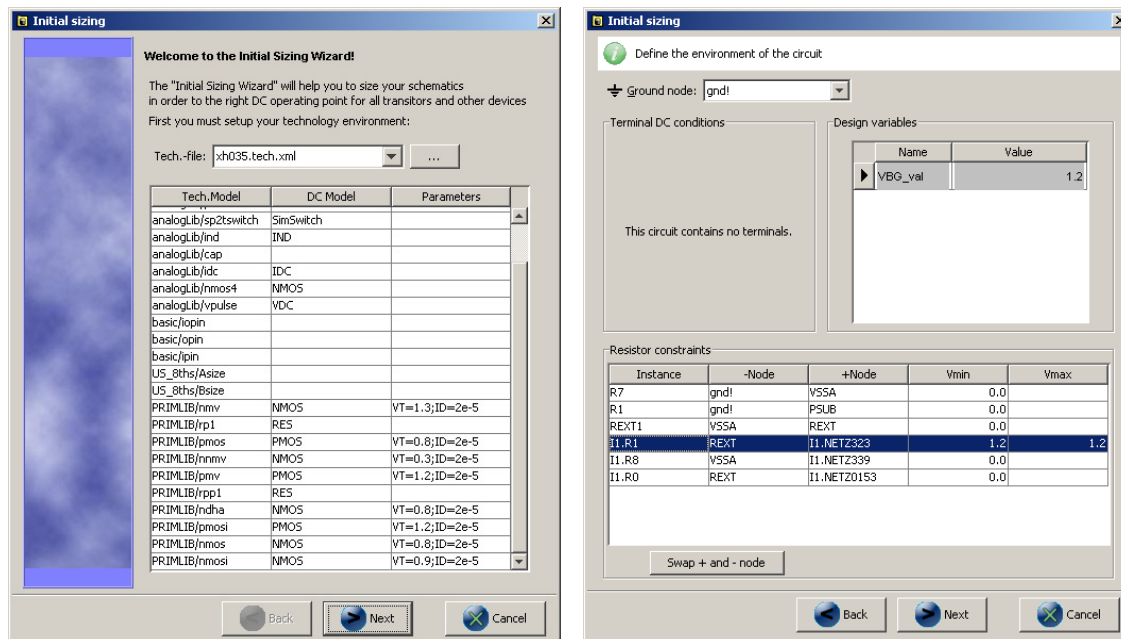 Initial sizing
Welcome to the Initial Sizing Wizard!
The "Initial Sizing Wizard" will help you to size your schematics
in order to the right DC operating point for all transitors and other devices
First you must setup your technology environment:
Tech.-file: xh035.tech.xml ...
Tech.Model DC Model Parameters
analogLib/sp2tswitch SimSwitch
analogLib/ind IND
analogLib/cap
analogLib/idc IDC
analogLib/nmos4 NMOS
analogLib/vpulse VDC
basic/iopin
basic/opin
basic/ipin
US_8ths/Asize
US_8ths/Bsize
PRIMLIB/nmv NMOS VT=1.3;ID=2e-5
PRIMLIB/rp1 RES
PRIMLIB/pmos PMOS VT=0.8;ID=2e-5
PRIMLIB/nnmv NMOS VT=0.3;ID=2e-5
PRIMLIB/pmv PMOS VT=1.2;ID=2e-5
PRIMLIB/rpp1 RES
PRIMLIB/ndha NMOS VT=0.8;ID=2e-5
PRIMLIB/pmosi PMOS VT=1.2;ID=2e-5
PRIMLIB/nmos NMOS VT=0.8;ID=2e-5
PRIMLIB/nmosi NMOS VT=0.9;ID=2e-5
Back Next Cancel
Initial sizing
Define the environment of the circuit
Ground node: gnd!
Terminal DC conditions
This circuit contains no terminals.
Design variables
Name Value
VBG_val 1.2
Resistor constraints
Instance -Node +Node Vmin Vmax
R7 gnd! VSSA 0.0
R1 gnd! PSUB 0.0
REXT1 VSSA REXT 0.0
I1.R1 REXT I1.NETZ323 1.2 1.2
I1.R8 VSSA I1.NETZ339 0.0
I1.R0 REXT I1.NETZ0153 0.0
Swap + and - node
Back Next Cancel